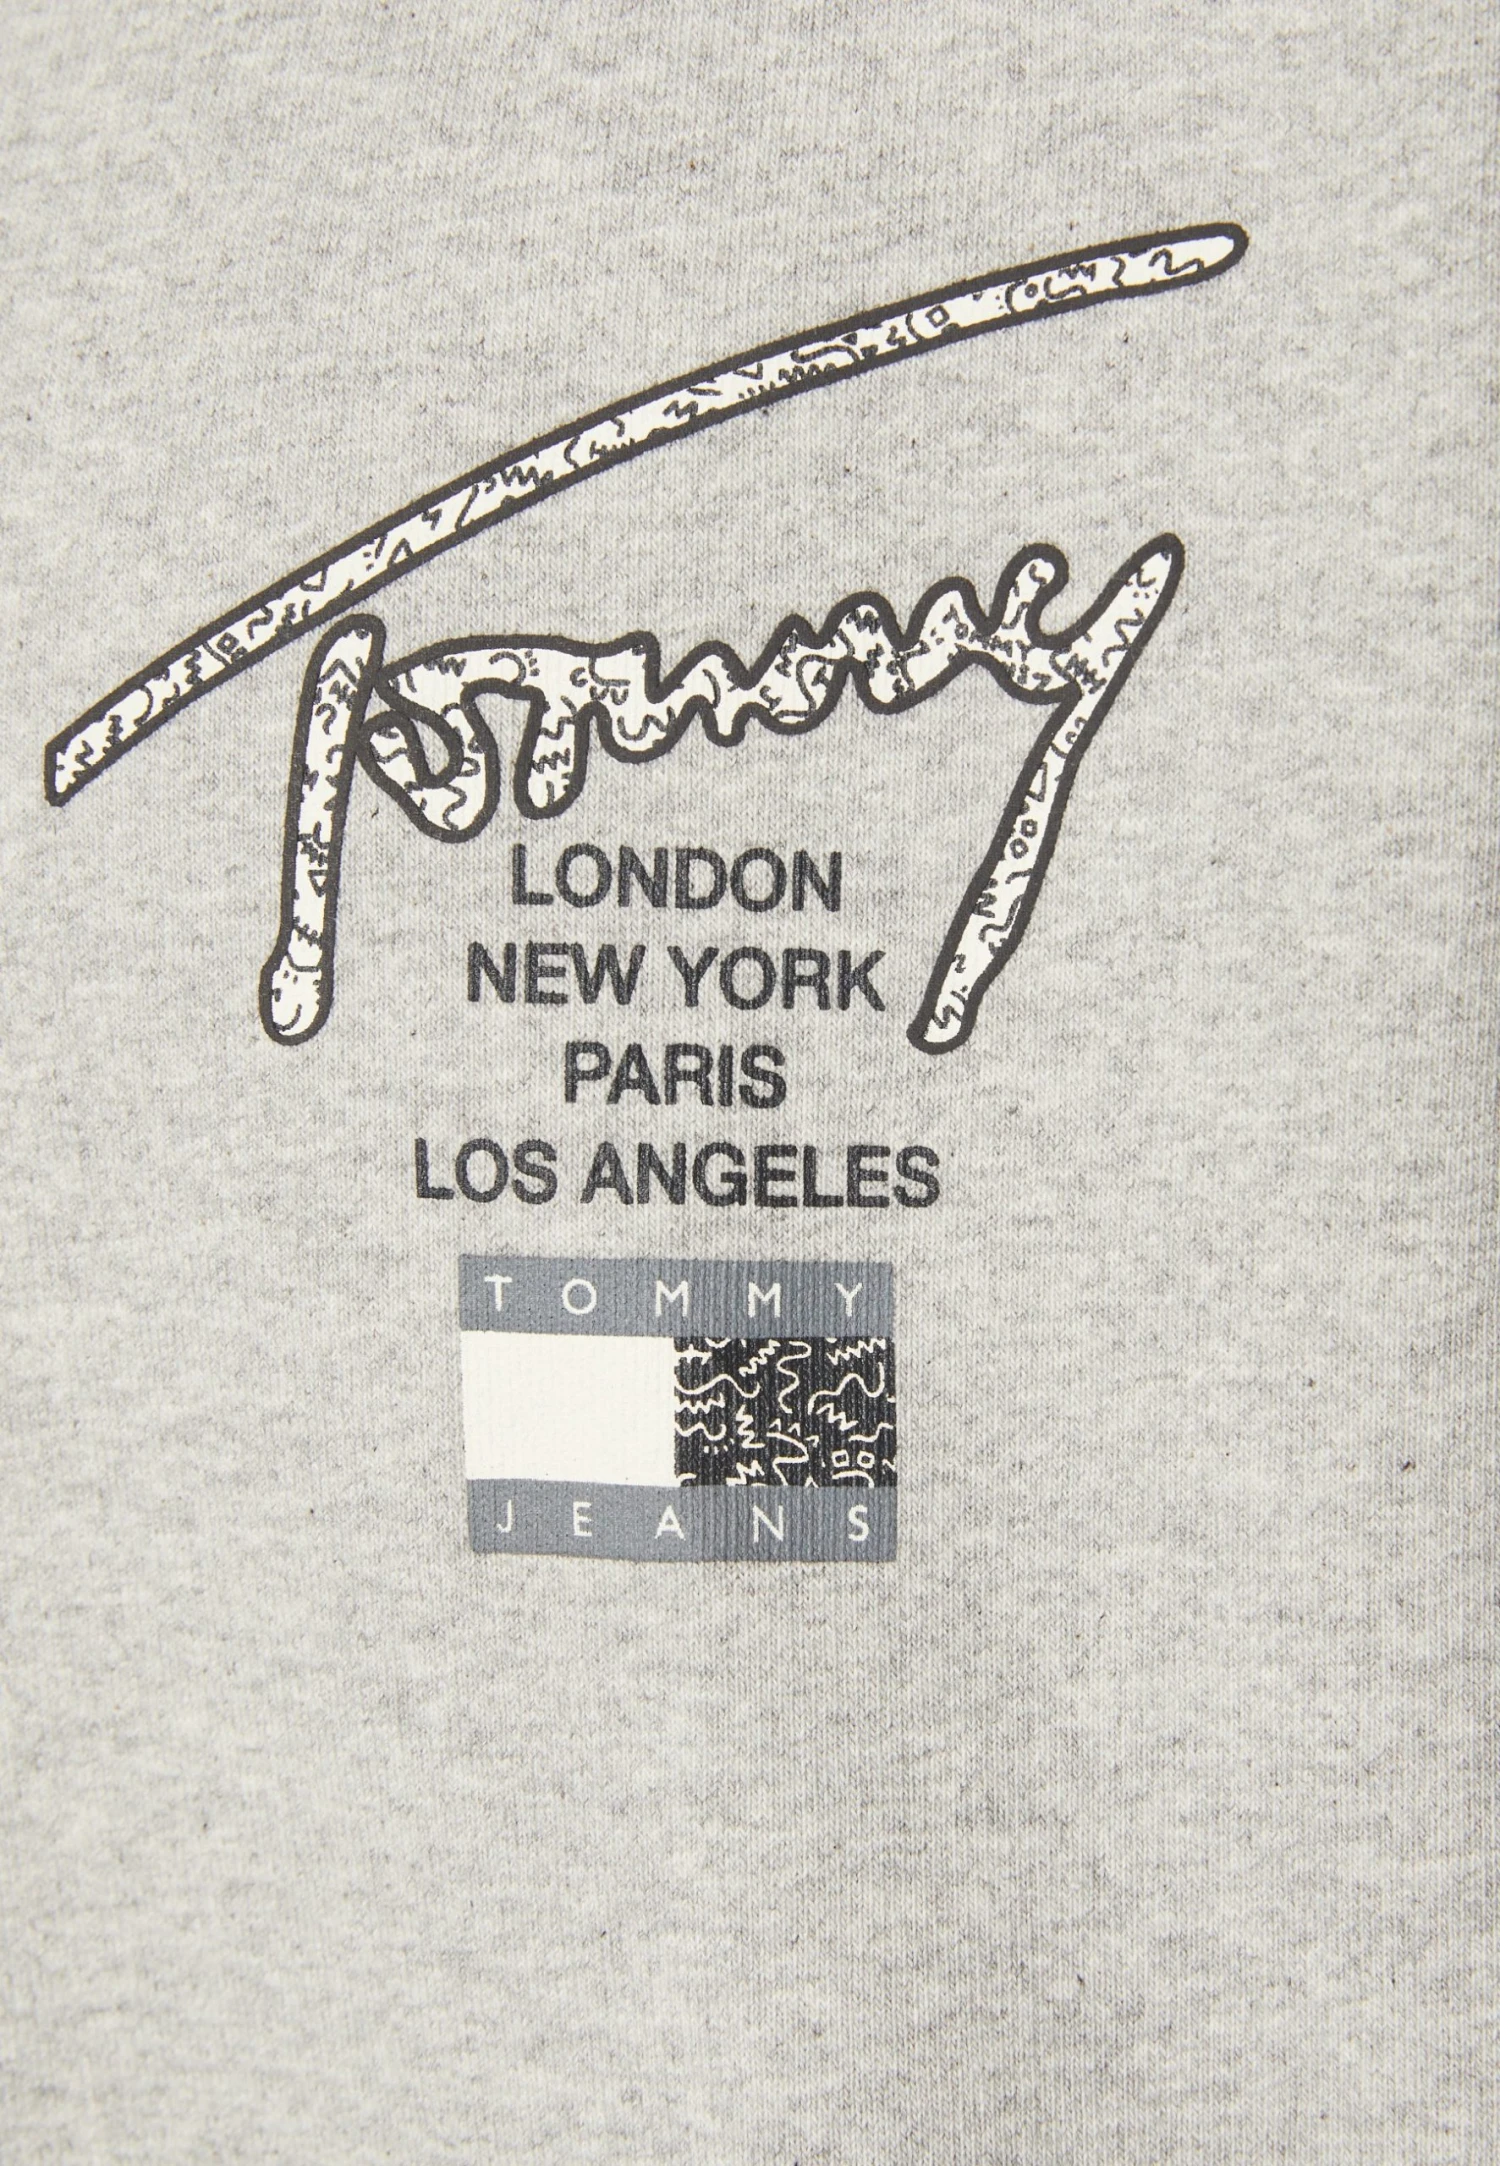 Tommy
LONDON
NEW YORK
PARIS
LOS ANGELES
TOMMY
JEANS